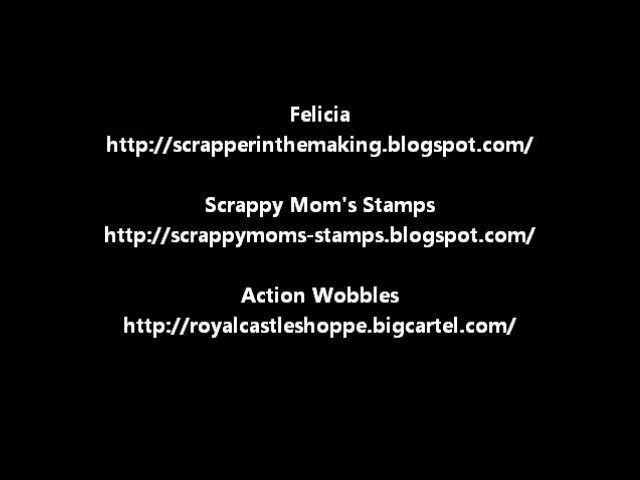 Felicia
http://scrapperinthemaking.blogspot.com/
Scrappy Mom's Stamps
http://scrappymoms-stamps.blogspot.com/
Action Wobbles
http://royalcastleshoppe.bigcartel.com/